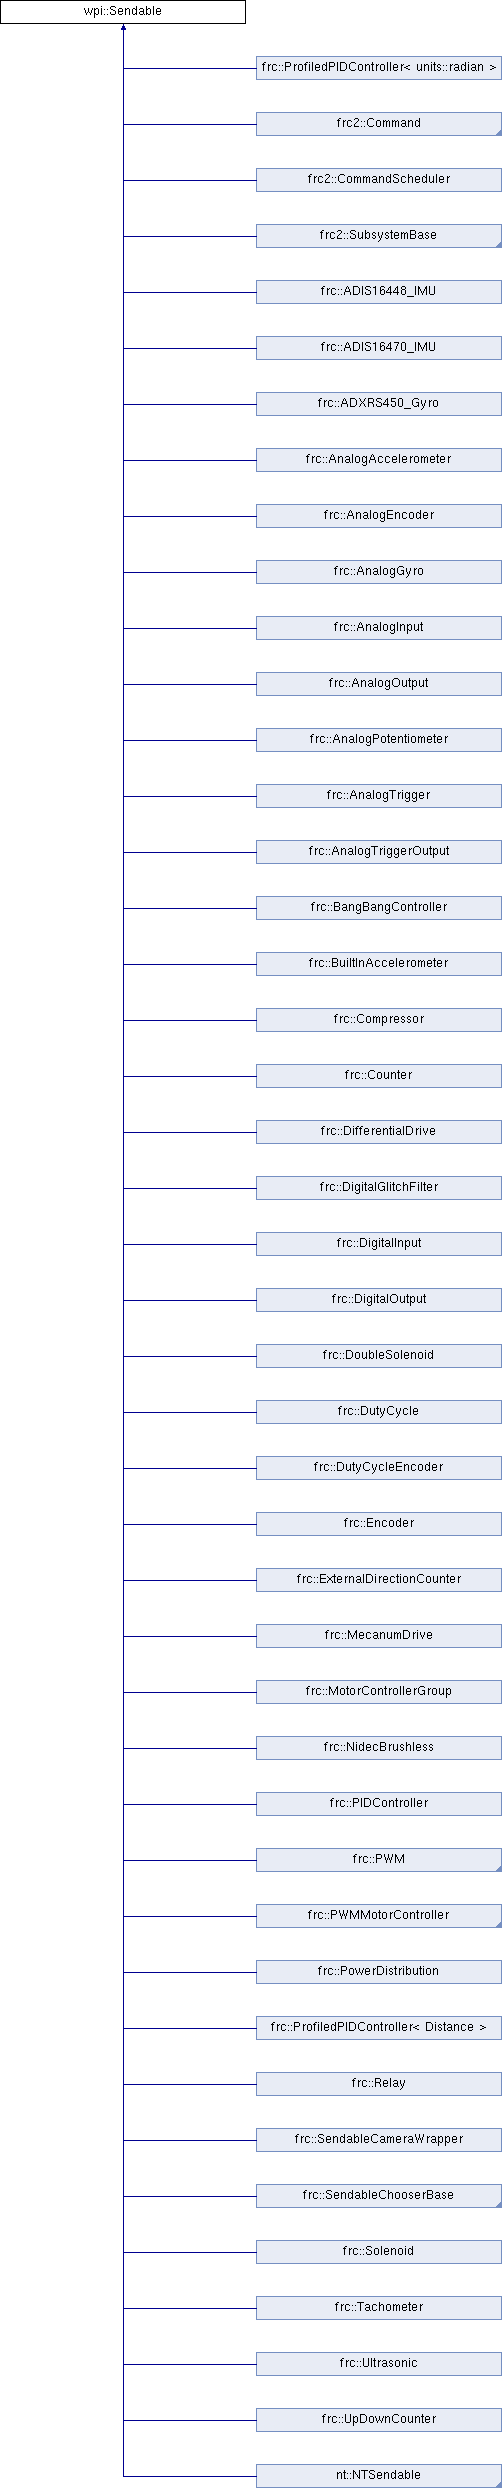 wpi::Sendable
frc::ProfiledPIDController< units::radian >
frc2::Command
frc2::CommandScheduler
frc2::SubsystemBase
frc::ADIS16448_IMU
frc::ADIS16470_IMU
frc::ADXRS450_Gyro
frc::AnalogAccelerometer
frc::AnalogEncoder
frc::AnalogGyro
frc::AnalogInput
frc::AnalogOutput
frc::AnalogPotentiometer
frc::AnalogTrigger
frc::AnalogTriggerOutput
frc::BangBangController
frc::BuiltInAccelerometer
frc::Compressor
frc::Counter
frc::DifferentialDrive
frc::DigitalGlitchFilter
frc::DigitalInput
frc::DigitalOutput
frc::DoubleSolenoid
frc::DutyCycle
frc::DutyCycleEncoder
frc::Encoder
frc::ExternalDirectionCounter
frc::MecanumDrive
frc::MotorControllerGroup
frc::NidecBrushless
frc::PIDController
frc::PWM
frc::PWMMotorController
frc::PowerDistribution
frc::ProfiledPIDController< Distance >
frc::Relay
frc::SendableCameraWrapper
frc::SendableChooserBase
frc::Solenoid
frc::Tachometer
frc::Ultrasonic
frc::UpDownCounter
nt::NTSendable